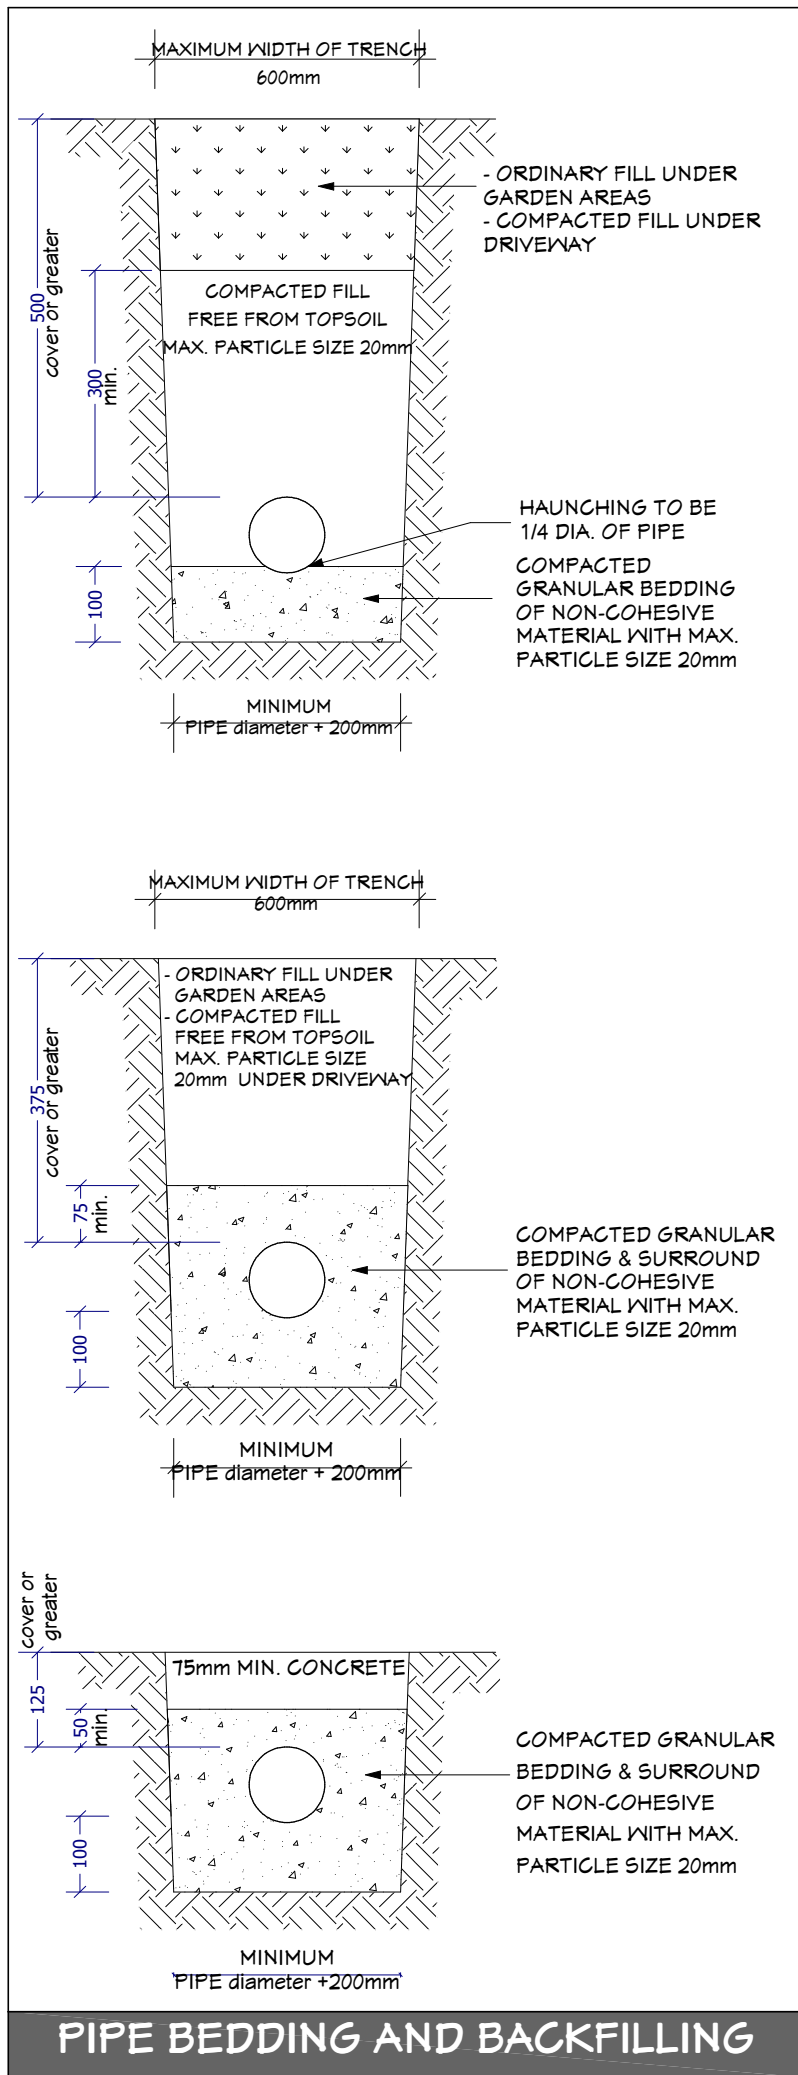 MAXIMUM WIDTH OF TRENCH
600mm
- ORDINARY FILL UNDER
GARDEN AREAS
- COMPACTED FILL UNDER
DRIVEWAY
500
cover or greater
300
min.
COMPACTED FILL
FREE FROM TOPSOIL
MAX. PARTICLE SIZE 20mm
HAUNCHING TO BE
1/4 DIA. OF PIPE
COMPACTED
GRANULAR BEDDING
OF NON-COHESIVE
MATERIAL WITH MAX.
PARTICLE SIZE 20mm
100
MINIMUM
PIPE diameter + 200mm
MAXIMUM WIDTH OF TRENCH
600mm
- ORDINARY FILL UNDER
GARDEN AREAS
- COMPACTED FILL
FREE FROM TOPSOIL
MAX. PARTICLE SIZE
20mm UNDER DRIVEWAY
375
cover or greater
75
min.
COMPACTED GRANULAR
BEDDING & SURROUND
OF NON-COHESIVE
MATERIAL WITH MAX.
PARTICLE SIZE 20mm
100
MINIMUM
PIPE diameter + 200mm
cover or
greater
125
75mm MIN. CONCRETE
50
min.
COMPACTED GRANULAR
BEDDING & SURROUND
OF NON-COHESIVE
MATERIAL WITH MAX.
PARTICLE SIZE 20mm
100
MINIMUM
PIPE diameter +200mm
PIPE BEDDING AND BACKFILLING